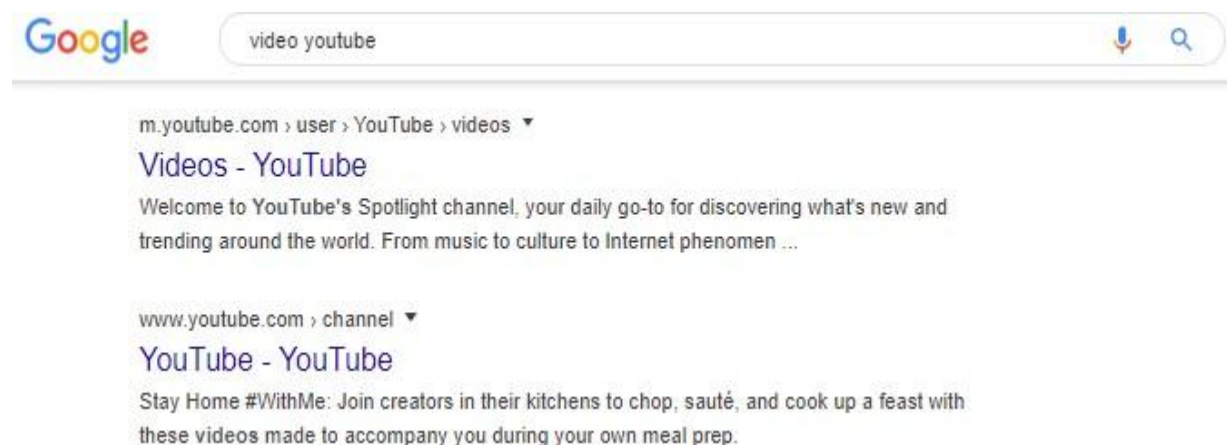 Google
video youtube
m.youtube.com › user › YouTube › videos
Videos - YouTube
Welcome to YouTube's Spotlight channel, your daily go-to for discovering what's new and
trending around the world. From music to culture to Internet phenomen ...
www.youtube.com › channel
YouTube - YouTube
Stay Home #WithMe: Join creators in their kitchens to chop, sauté, and cook up a feast with
these videos made to accompany you during your own meal prep.